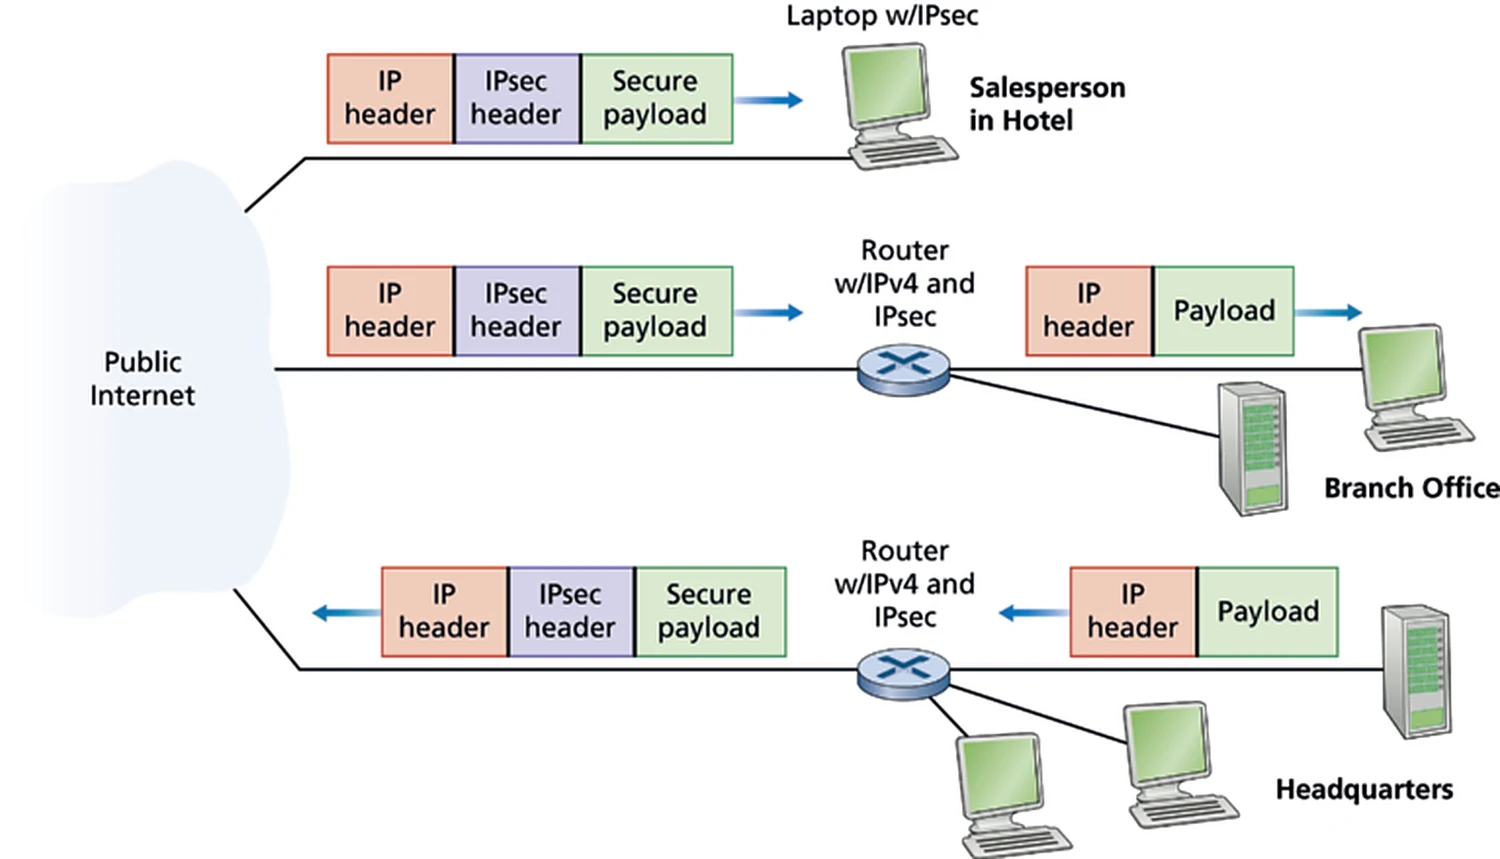 Laptop w/IPsec
IP
header
IPsec
header
Secure
payload
Salesperson
in Hotel
Public
Internet
IP
header
IPsec
header
Secure
payload
Router
w/IPv4 and
IPsec
IP
header
Payload
Branch Office
IP
header
IPsec
header
Secure
payload
Router
w/IPv4 and
IPsec
IP
header
Payload
Headquarters